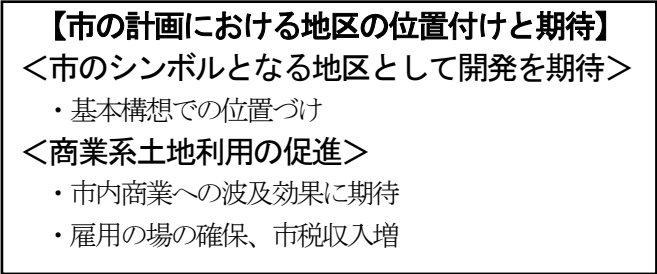 【市の計画における地区の位置付けと期待】
＜市のシンボルとなる地区として開発を期待＞
・基本構想での位置づけ
＜商業系土地利用の促進＞
・市内商業への波及効果に期待
・雇用の場の確保、市税収入増